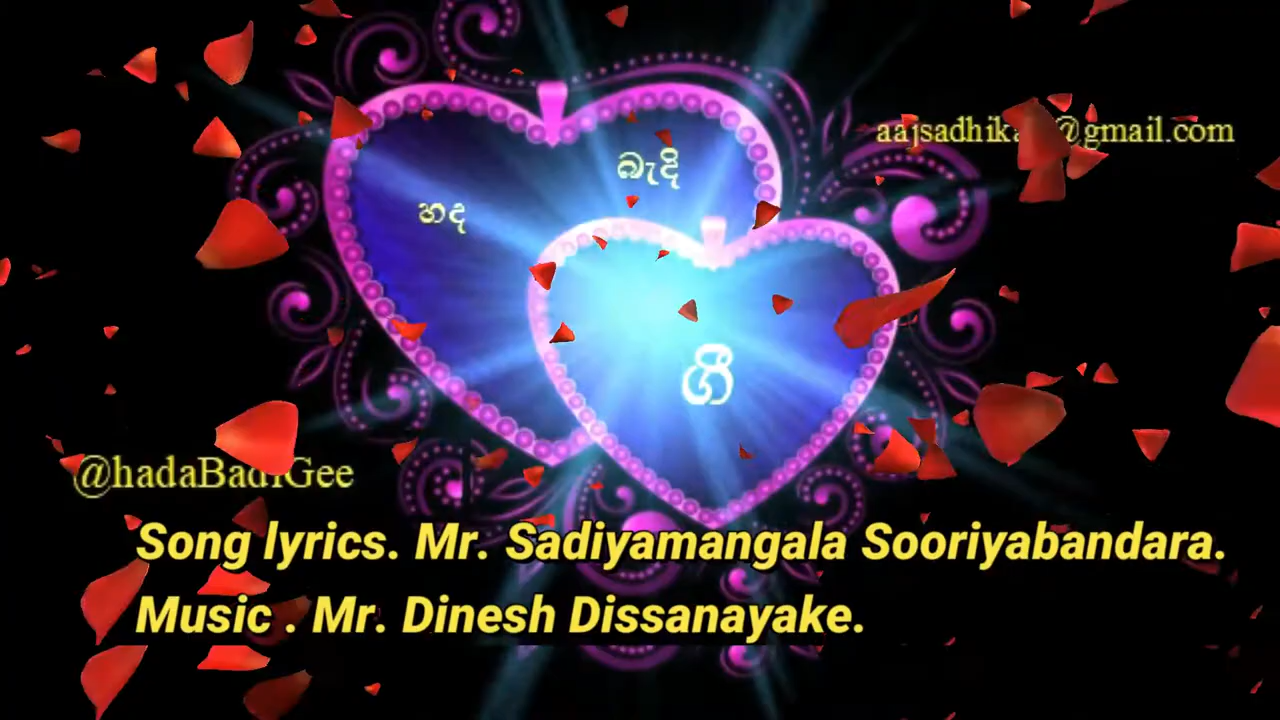 බැදි
හද
ගී
Song lyrics. Mr. Sadiyamangala Sooriyabandara.
Music . Mr. Dinesh Dissanayake.
@hadaBadiGee